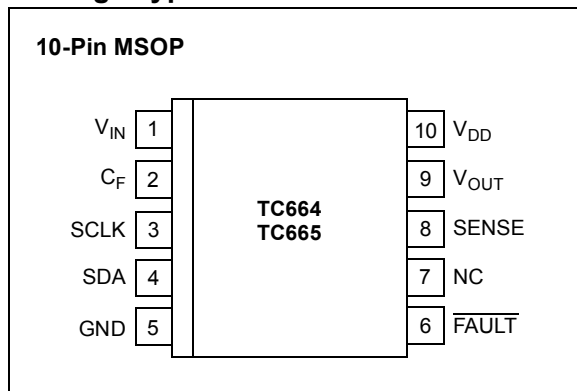 10-Pin MSOP
VIN 1
CF 2
SCLK 3
SDA 4
GND 5
TC664
TC665
10 VDD
9 VOUT
8 SENSE
7 NC
6 FAULT